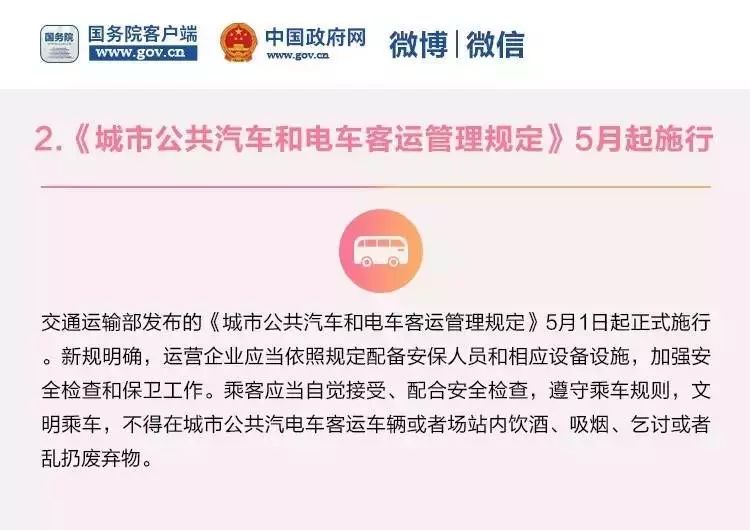 国务院
国务院客户端
www.gov.cn
中国政府网
www.gov.cn
微博|微信
2.《城市公共汽车和电车客运管理规定》5月起施行
交通运输部发布的《城市公共汽车和电车客运管理规定》5月1日起正式施行
。新规明确，运营企业应当依照规定配备安保人员和相应设备设施，加强安
全检查和保卫工作。乘客应当自觉接受、配合安全检查，遵守乘车规则，文
明乘车，不得在城市公共汽电车客运车辆或者场站内饮酒、吸烟、乞讨或者
乱扔废弃物。